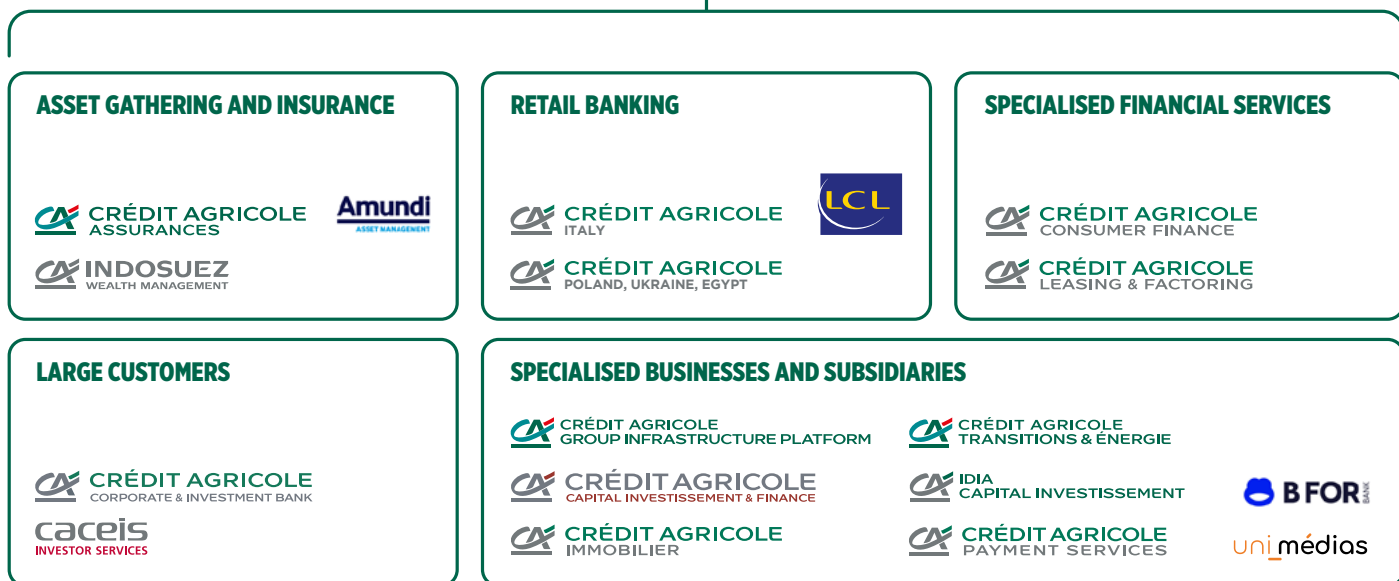 ASSET GATHERING AND INSURANCE
CRÉDIT AGRICOLE
ASSURANCES
Amundi
ASSET MANAGEMENT
INDOSUEZ
WEALTH MANAGEMENT
RETAIL BANKING
CRÉDIT AGRICOLE
ITALY
LCL
CRÉDIT AGRICOLE
POLAND, UKRAINE, EGYPT
SPECIALISED FINANCIAL SERVICES
CRÉDIT AGRICOLE
CONSUMER FINANCE
CRÉDIT AGRICOLE
LEASING & FACTORING
LARGE CUSTOMERS
CRÉDIT AGRICOLE
CORPORATE & INVESTMENT BANK
caceis
INVESTOR SERVICES
SPECIALISED BUSINESSES AND SUBSIDIARIES
CRÉDIT AGRICOLE
GROUP INFRASTRUCTURE PLATFORM
CRÉDIT AGRICOLE
TRANSITIONS & ÉNERGIE
CRÉDIT AGRICOLE
CAPITAL INVESTISSEMENT & FINANCE
IDIA
CAPITAL INVESTISSEMENT
B FOR BANK
CRÉDIT AGRICOLE
IMMOBILIER
CRÉDIT AGRICOLE
PAYMENT SERVICES
uni_médias